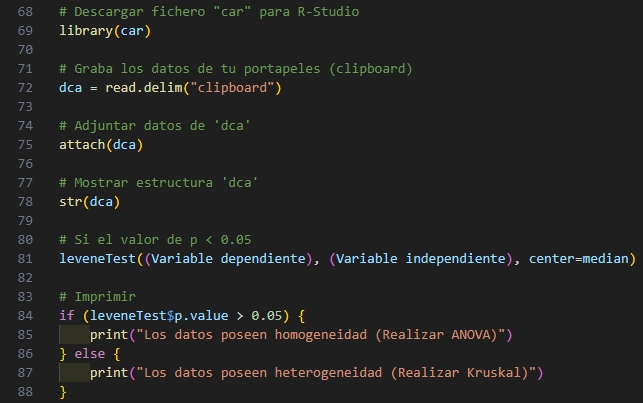 68 # Descargar fichero "car" para R-Studio
69 library(car)
70
71 # Graba los datos de tu portapeles (clipboard)
72 dca = read.delim("clipboard")
73
74 # Adjuntar datos de 'dca'
75 attach(dca)
76
77 # Mostrar estructura 'dca'
78 str(dca)
79
80 # Si el valor de p < 0.05
81 leveneTest((Variable dependiente), (Variable independiente), center=median)
82
83 # Imprimir
84 if (leveneTest$p.value > 0.05) {
85     print("Los datos poseen homogeneidad (Realizar ANOVA)")
86 } else {
87     print("Los datos poseen heterogeneidad (Realizar Kruskal)")
88 }